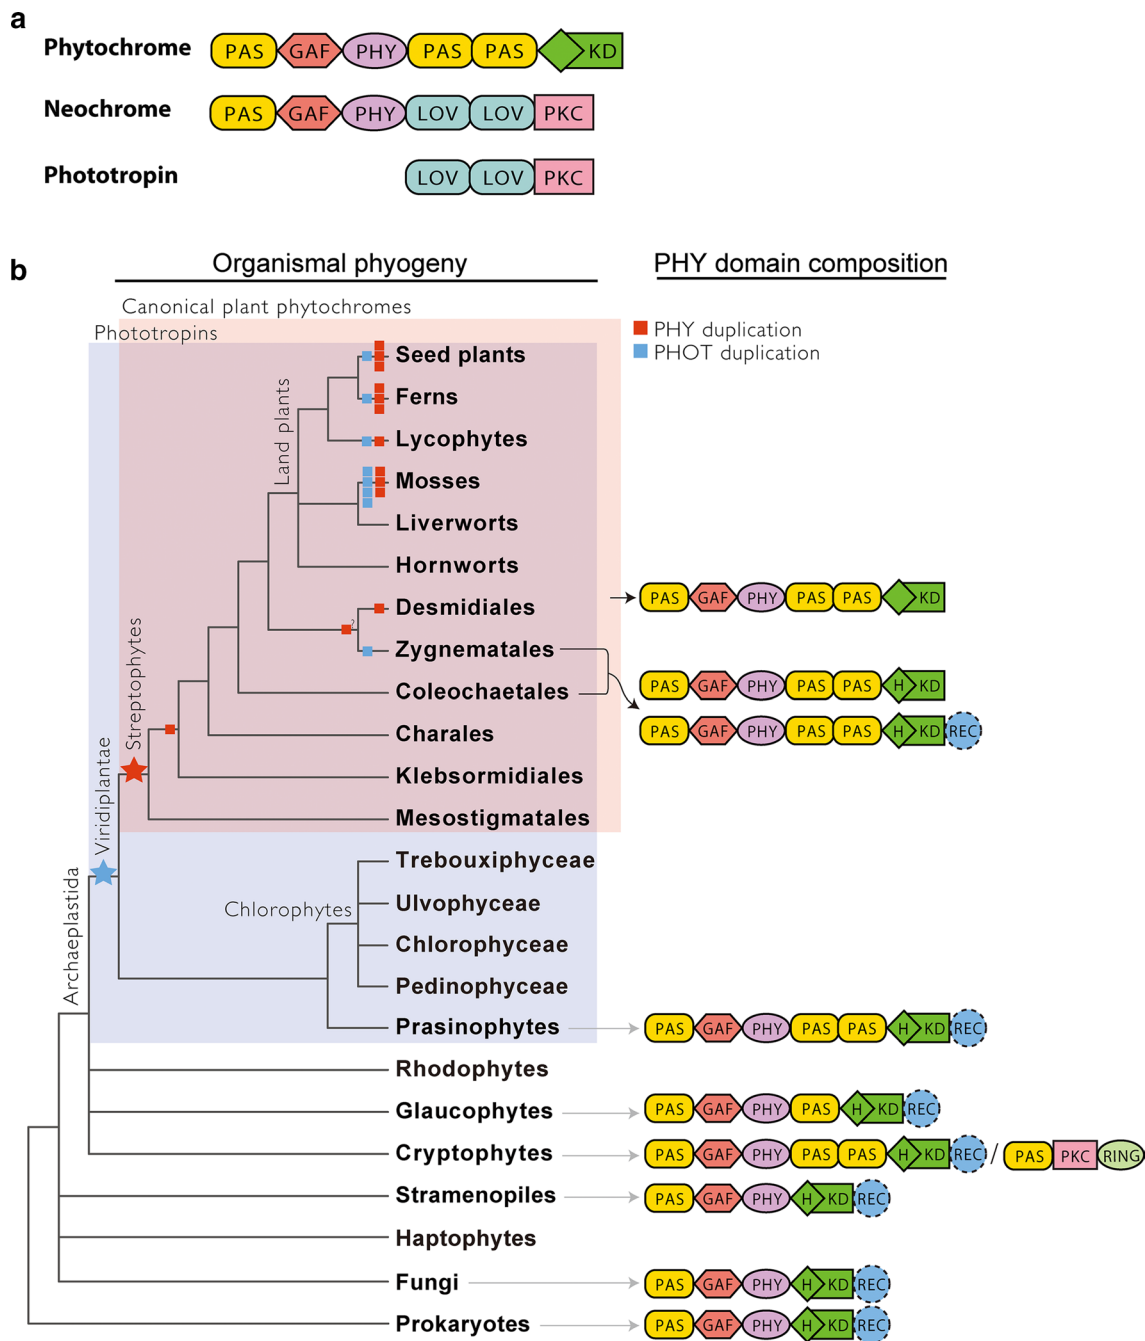 a
Phytochrome PAS GAF PHY PAS PAS KD
Neochrome PAS GAF PHY LOV LOV PKC
Phototropin LOV LOV PKC
b
Organismal phyogeny PHY domain composition
Canonical plant phytochromes
Phototropins
PHY duplication
PHOT duplication
Seed plants
Ferns
Land plants
Lycophytes
Mosses
Liverworts
Hornworts
Desmidiales PAS GAF PHY PAS PAS KD
?
Zygnematales
Coleochaetales PAS GAF PHY PAS PAS H KD
Streptophytes
Charales PAS GAF PHY PAS PAS H KD REC
Klebsormidiales
Viridiplantae
Mesostigmatales
Trebouxiphyceae
Ulvophyceae
Chlorophytes
Chlorophyceae
Archaeplastida
Pedinophyceae
Prasinophytes PAS GAF PHY PAS PAS H KD REC
Rhodophytes
Glaucophytes PAS GAF PHY PAS H KD REC
Cryptophytes PAS GAF PHY PAS PAS H KD REC / PAS PKC RING
Stramenopiles PAS GAF PHY H KD REC
Haptophytes
Fungi PAS GAF PHY H KD REC
Prokaryotes PAS GAF PHY H KD REC